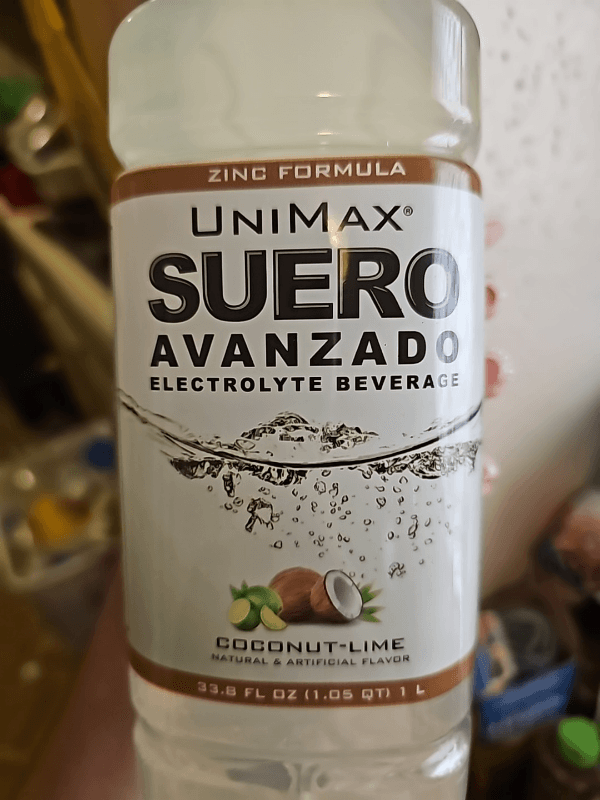 ZINC FORMULA
UNIMAX®
SUERO
AVANZADO
ELECTROLYTE BEVERAGE
COCONUT-LIME
NATURAL & ARTIFICIAL FLAVOR
33.8 FL OZ (1.05 QT) 1 L